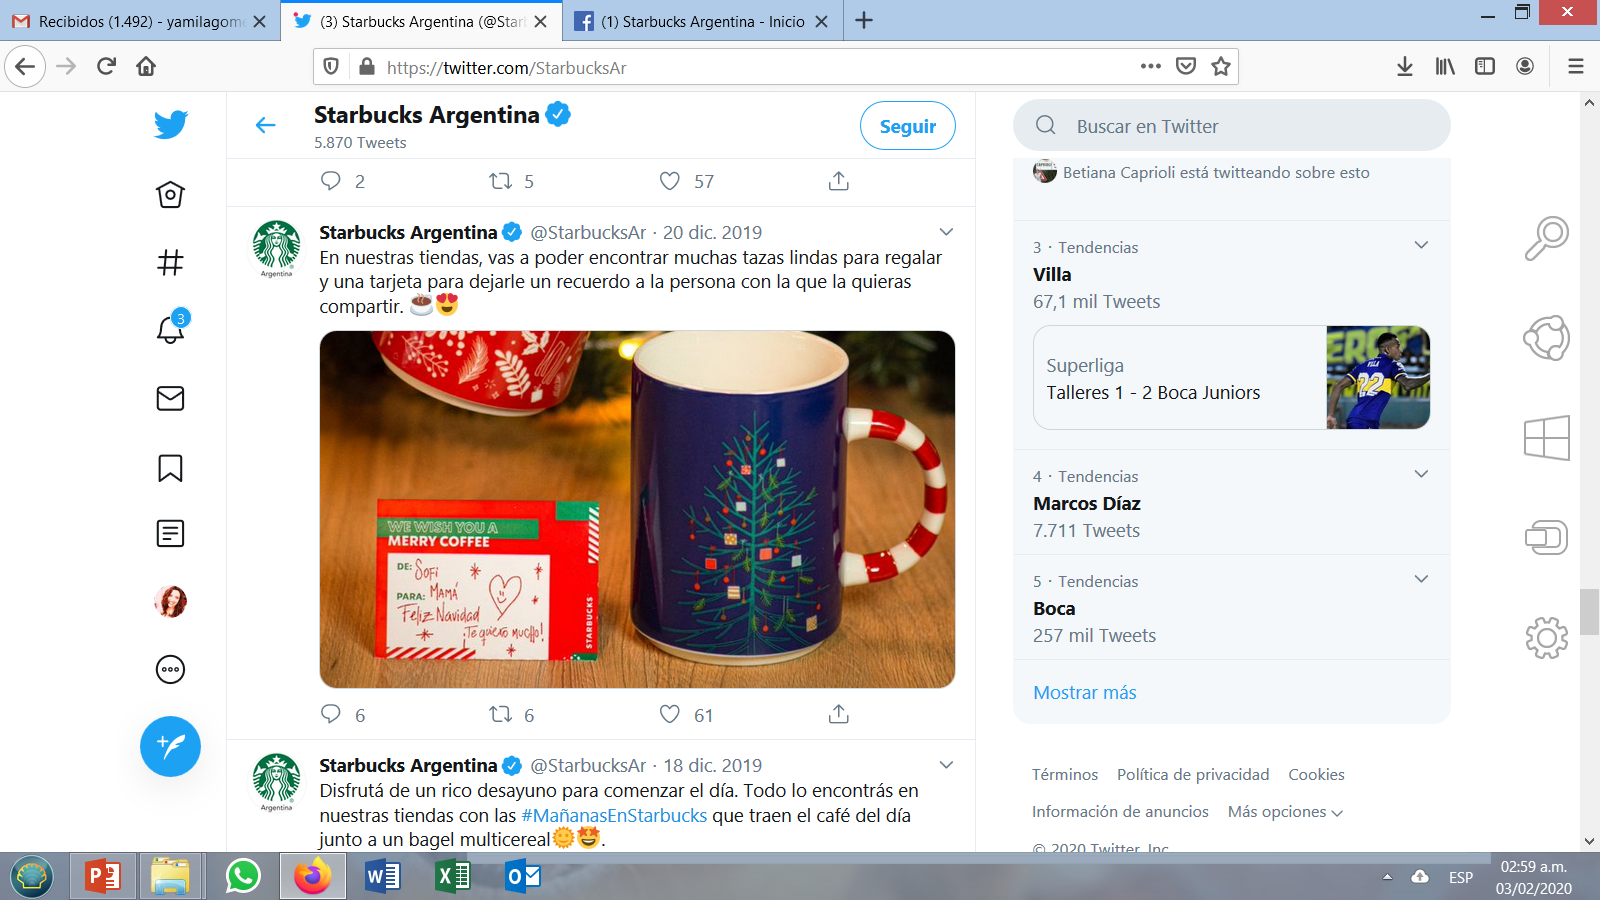 Recibidos (1.492) - yamilagom
(3) Starbucks Argentina (@Star
(1) Starbucks Argentina - Inicio
https://twitter.com/StarbucksAr
Starbucks Argentina
5.870 Tweets
Seguir
2 5 57
Starbucks Argentina @StarbucksAr · 20 dic. 2019
En nuestras tiendas, vas a poder encontrar muchas tazas lindas para regalar
y una tarjeta para dejarle un recuerdo a la persona con la que la quieras
compartir. ☕😍
Argentina
WE WISH YOU A
MERRY COFFEE
DE: Sofi
PARA: Mamá
Feliz Navidad
¡Te quiero mucho!
STARBUCKS
6 6 61
Starbucks Argentina @StarbucksAr · 18 dic. 2019
Disfrutá de un rico desayuno para comenzar el día. Todo lo encontrás en
nuestras tiendas con las #MañanasEnStarbucks que traen el café del día
junto a un bagel multicereal🌞🤩.
Argentina
3
Buscar en Twitter
Betiana Caprioli está twitteando sobre esto
3 · Tendencias
Villa
67,1 mil Tweets
Superliga
Talleres 1 - 2 Boca Juniors
VILLA
22
4 · Tendencias
Marcos Díaz
7.711 Tweets
5 · Tendencias
Boca
257 mil Tweets
Mostrar más
Términos Política de privacidad Cookies
Información de anuncios Más opciones
© 2020 Twitter, Inc.
ESP
02:59 a.m.
03/02/2020